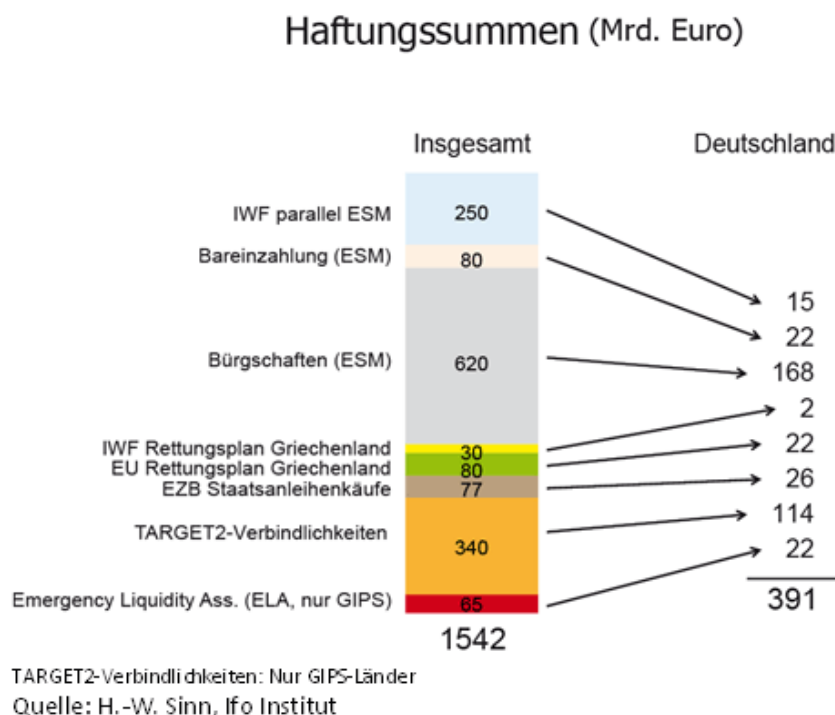 Haftungssummen (Mrd. Euro)
Insgesamt Deutschland
IWF parallel ESM 250 15
Bareinzahlung (ESM) 80 22
Bürgschaften (ESM) 620 168
IWF Rettungsplan Griechenland 30 2
EU Rettungsplan Griechenland 80 22
EZB Staatsanleihenkäufe 77 26
TARGET2-Verbindlichkeiten 340 114
Emergency Liquidity Ass. (ELA, nur GIPS) 65 22
1542 391
TARGET2-Verbindlichkeiten: Nur GIPS-Länder
Quelle: H.-W. Sinn, Ifo Institut